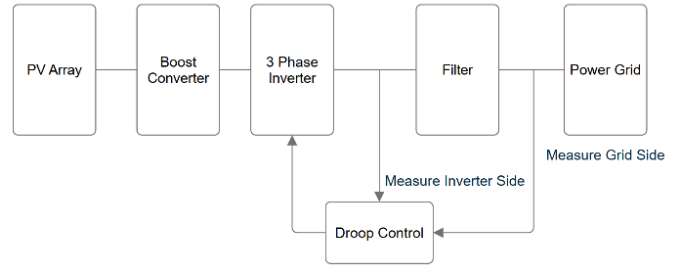 PV Array
Boost
Converter
3 Phase
Inverter
Filter
Power Grid
Measure Grid Side
Measure Inverter Side
Droop Control